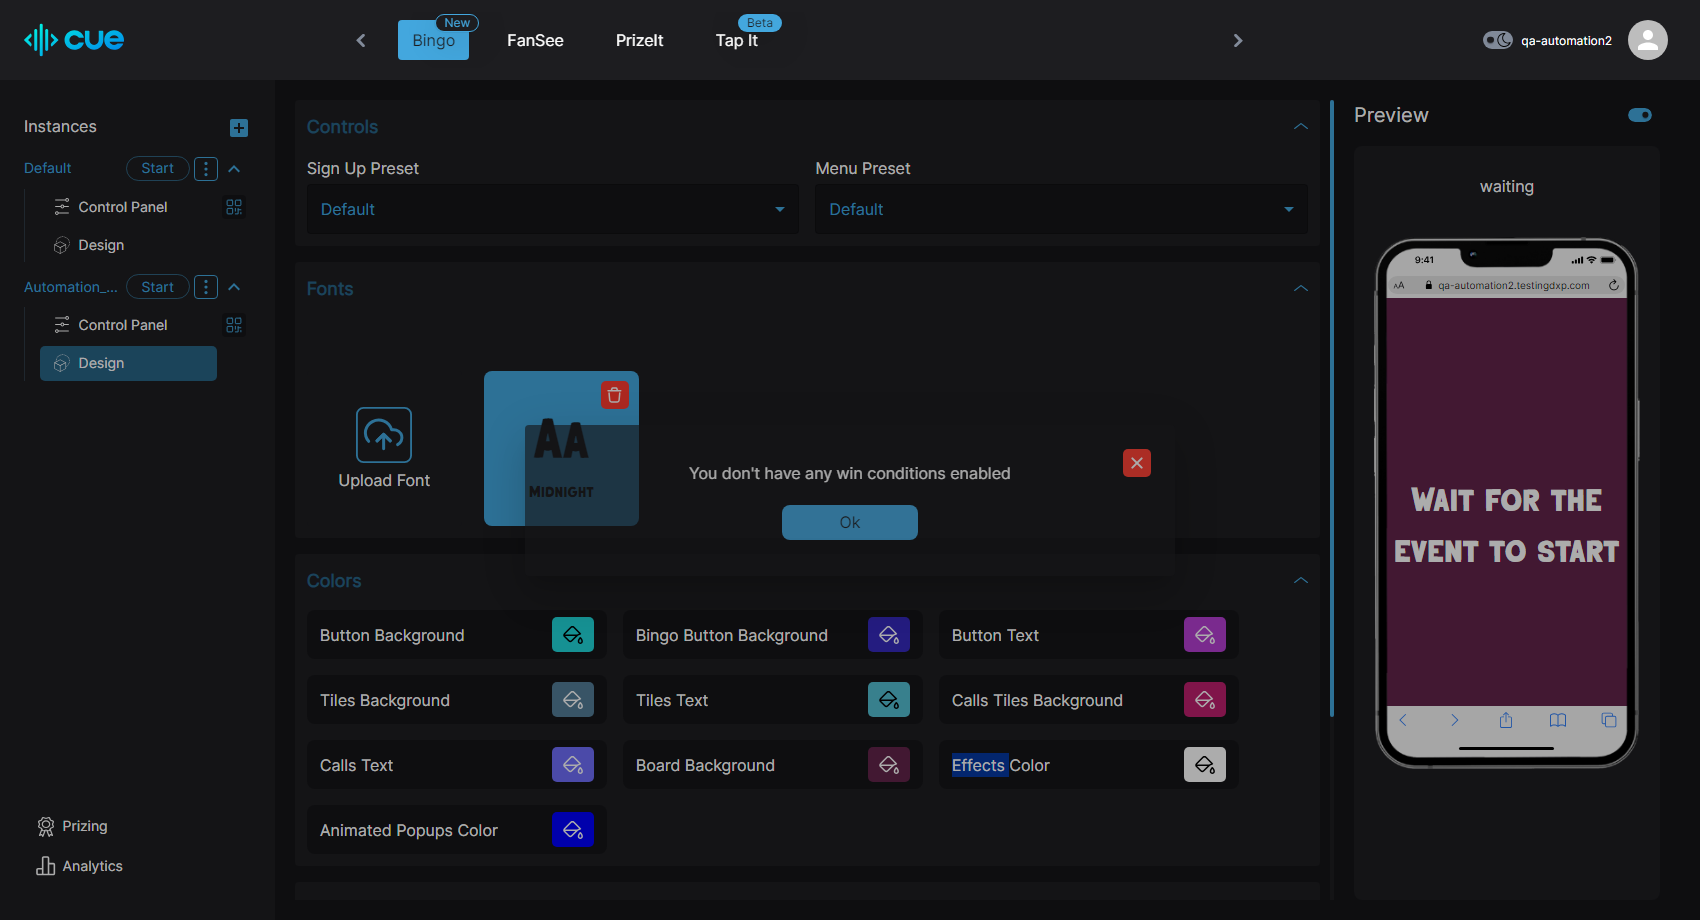 cue
Bingo
New
FanSee
PrizeIt
Tap It
Beta
qa-automation2
Instances
Default
Start
Control Panel
Design
Automation_...
Start
Control Panel
Design
Prizing
Analytics
Controls
Sign Up Preset
Menu Preset
Default
Default
Fonts
Upload Font
AA
Midnight
You don't have any win conditions enabled
Ok
Colors
Button Background
Bingo Button Background
Button Text
Tiles Background
Tiles Text
Calls Tiles Background
Calls Text
Board Background
Effects Color
Animated Popups Color
Preview
waiting
9:41
AA
qa-automation2.testingdxp.com
Wait for the
event to start